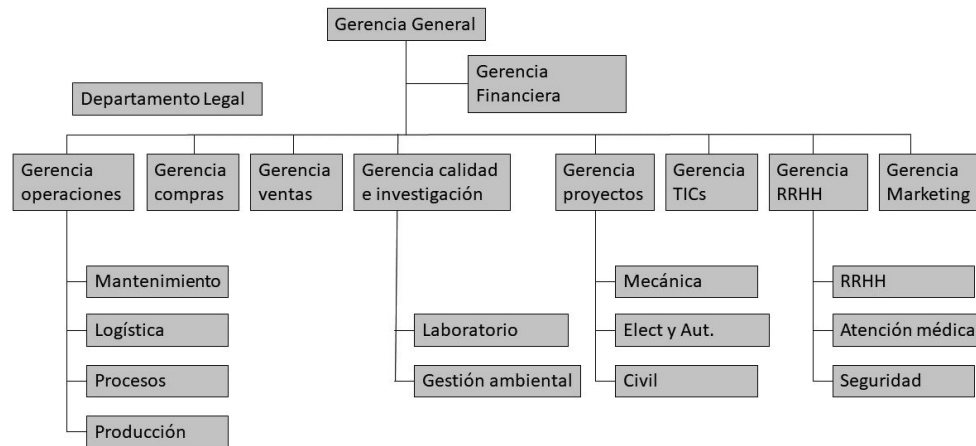 Gerencia General
Gerencia
Financiera
Departamento Legal
Gerencia
operaciones
Gerencia
compras
Gerencia
ventas
Gerencia calidad
e investigación
Gerencia
proyectos
Gerencia
TICs
Gerencia
RRHH
Gerencia
Marketing
Mantenimiento
Logística
Procesos
Producción
Laboratorio
Gestión ambiental
Mecánica
Elect y Aut.
Civil
RRHH
Atención médica
Seguridad